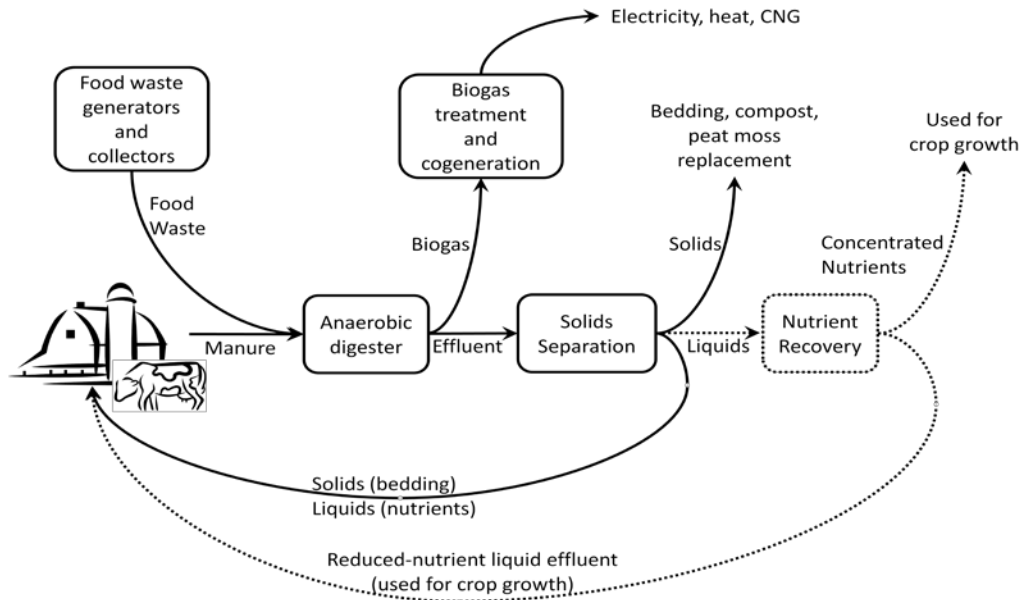 Electricity, heat, CNG
Food waste
generators
and
collectors
Biogas
treatment
and
cogeneration
Bedding, compost,
peat moss
replacement
Used for
crop growth
Food
Waste
Biogas
Solids
Concentrated
Nutrients
Manure
Anaerobic
digester
Effluent
Solids
Separation
Liquids
Nutrient
Recovery
Solids (bedding)
Liquids (nutrients)
Reduced-nutrient liquid effluent
(used for crop growth)